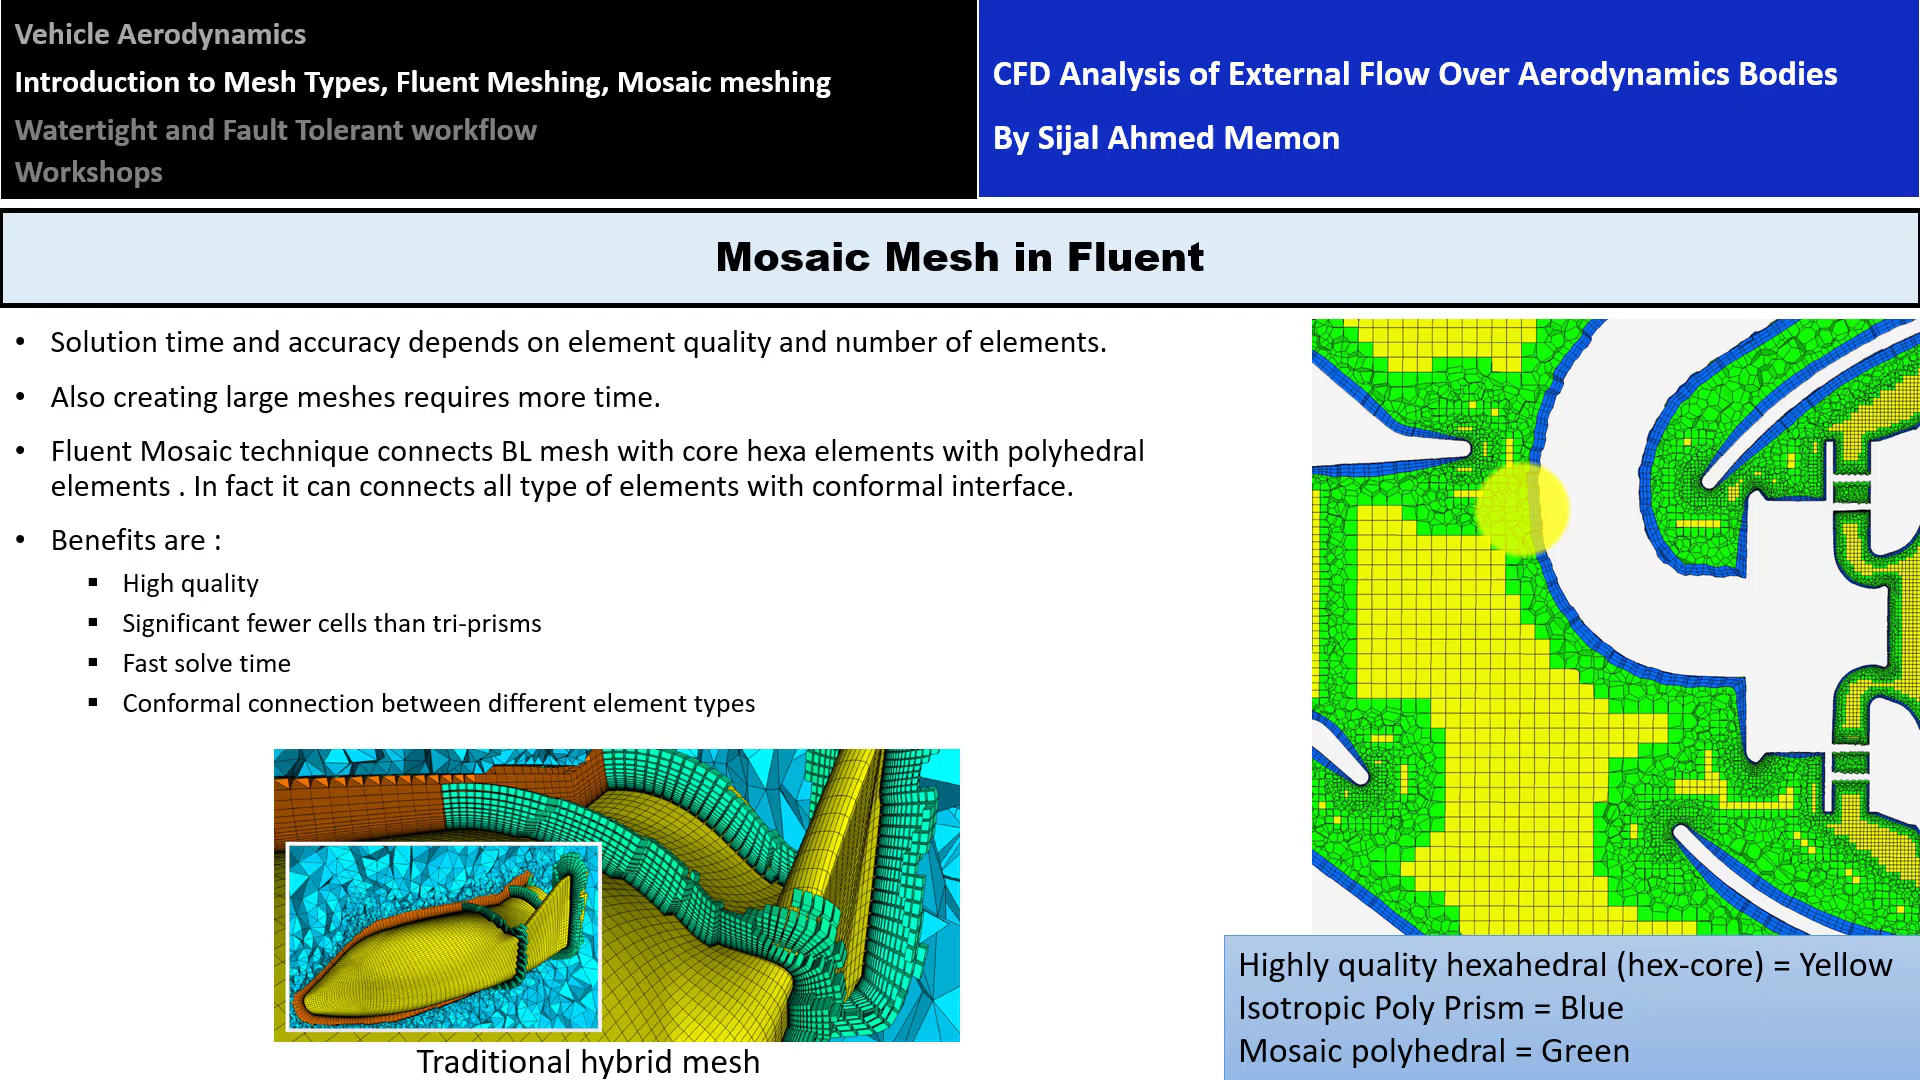 Vehicle Aerodynamics
Introduction to Mesh Types, Fluent Meshing, Mosaic meshing
Watertight and Fault Tolerant workflow
Workshops
CFD Analysis of External Flow Over Aerodynamics Bodies
By Sijal Ahmed Memon
Mosaic Mesh in Fluent
• Solution time and accuracy depends on element quality and number of elements.
• Also creating large meshes requires more time.
• Fluent Mosaic technique connects BL mesh with core hexa elements with polyhedral
elements . In fact it can connects all type of elements with conformal interface.
• Benefits are :
▪ High quality
▪ Significant fewer cells than tri-prisms
▪ Fast solve time
▪ Conformal connection between different element types
Traditional hybrid mesh
Highly quality hexahedral (hex-core) = Yellow
Isotropic Poly Prism = Blue
Mosaic polyhedral = Green